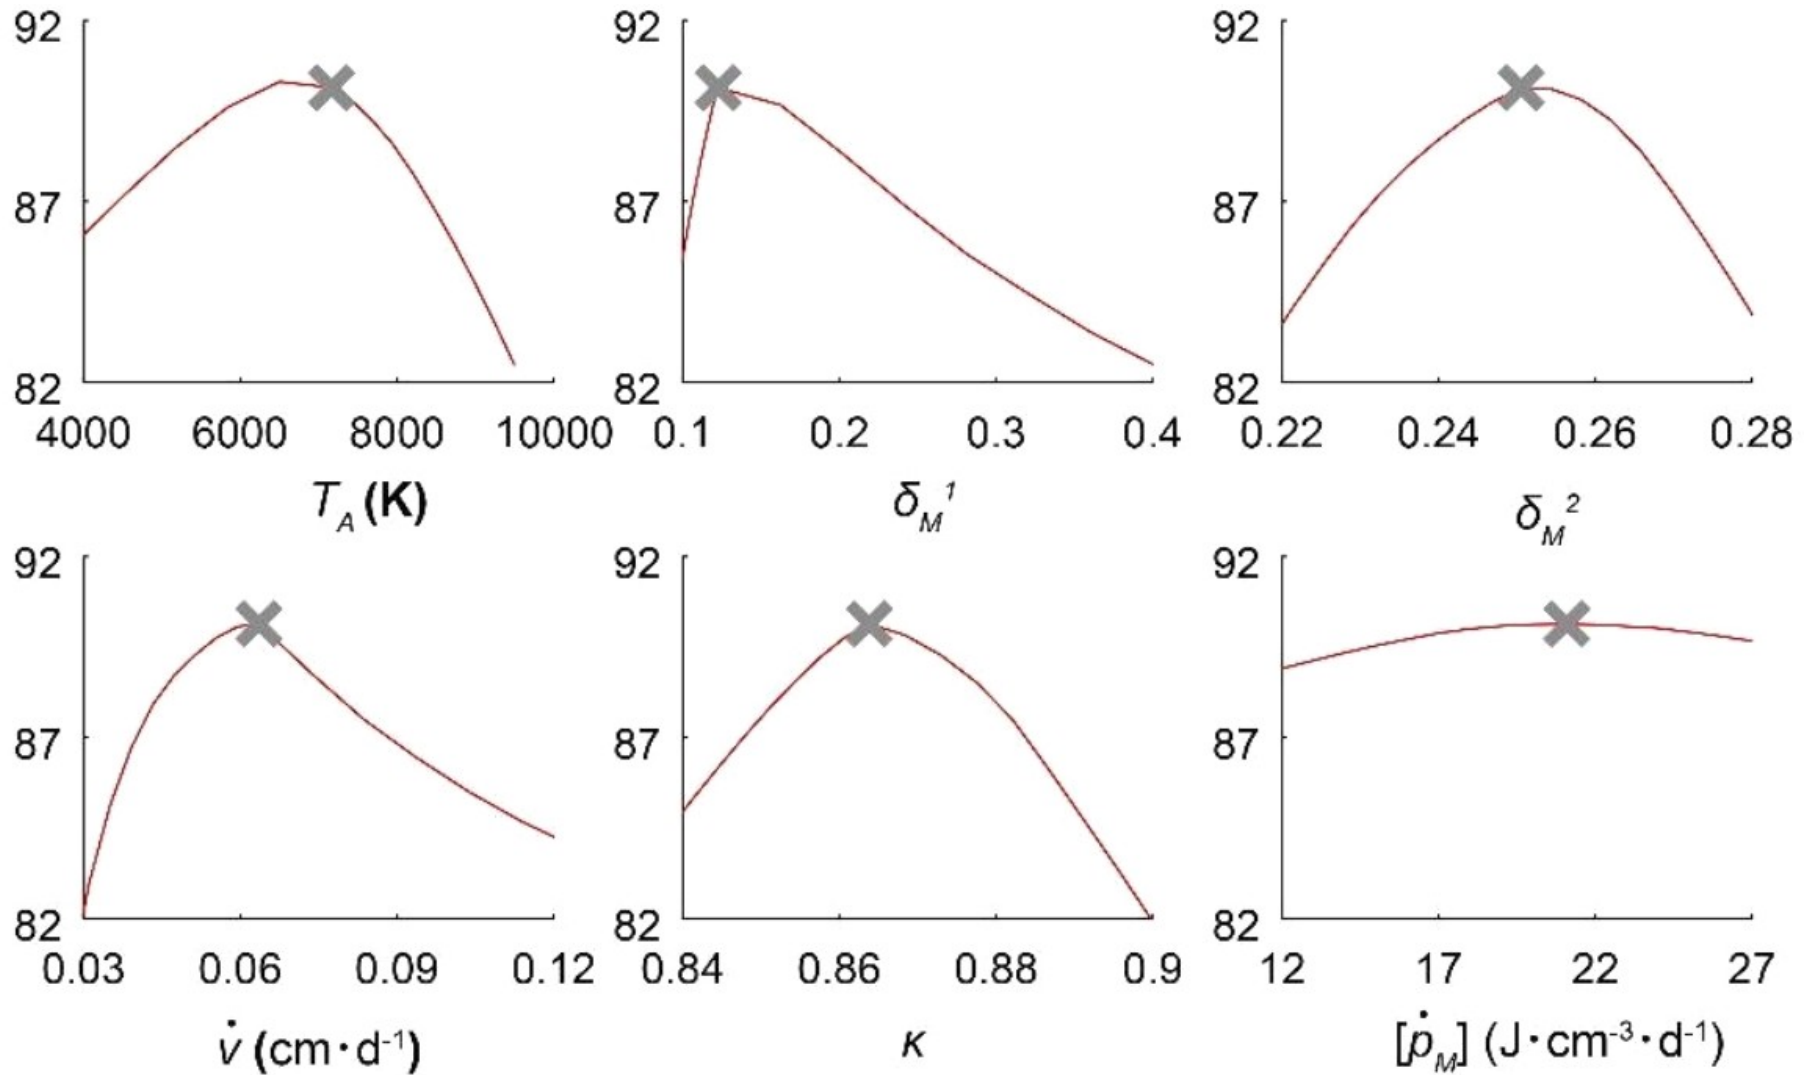 92 92 92
87 87 87
82 82 82
4000 6000 8000 10000 0.1 0.2 0.3 0.4 0.22 0.24 0.26 0.28
T_A (K) δ_M^1 δ_M^2
92 92 92
87 87 87
82 82 82
0.03 0.06 0.09 0.12 0.84 0.86 0.88 0.9 12 17 22 27
v̇ (cm·d⁻¹) κ [ṗ_M] (J·cm⁻³·d⁻¹)